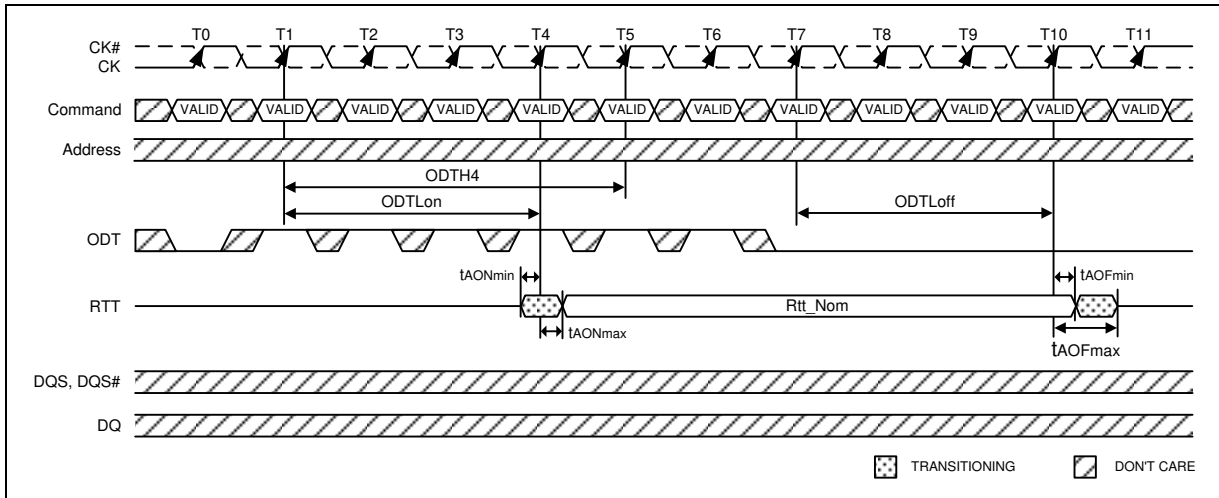 T0 T1 T2 T3 T4 T5 T6 T7 T8 T9 T10 T11
CK#
CK
Command VALID VALID VALID VALID VALID VALID VALID VALID VALID VALID VALID VALID
Address
ODTH4
ODTLon ODTLoff
ODT
tAONmin tAOFmin
RTT Rtt_Nom
tAONmax
tAOFmax
DQS, DQS#
DQ
TRANSITIONING DON'T CARE